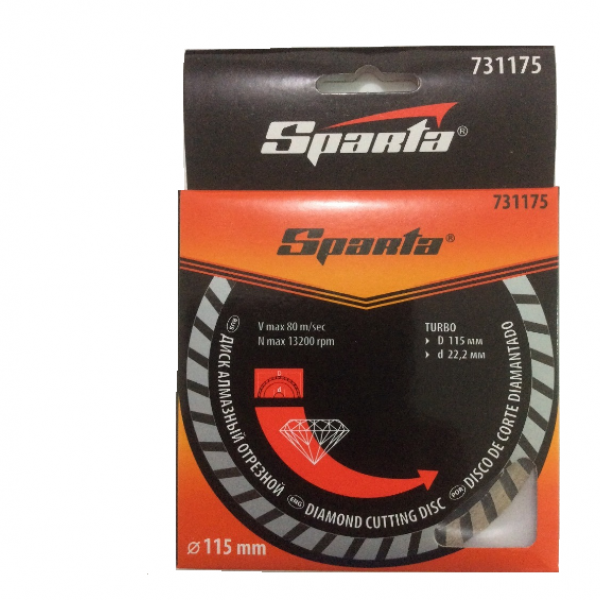 731175
Sparta®
731175
Sparta®
V max 80 m/sec
N max 13200 rpm
TURBO
D 115 мм
d 22,2 мм
RUS ДИСК АЛМАЗНЫЙ ОТРЕЗНОЙ
ENG DIAMOND CUTTING DISC
POR DISCO DE CORTE DIAMANTADO
ø 115 mm